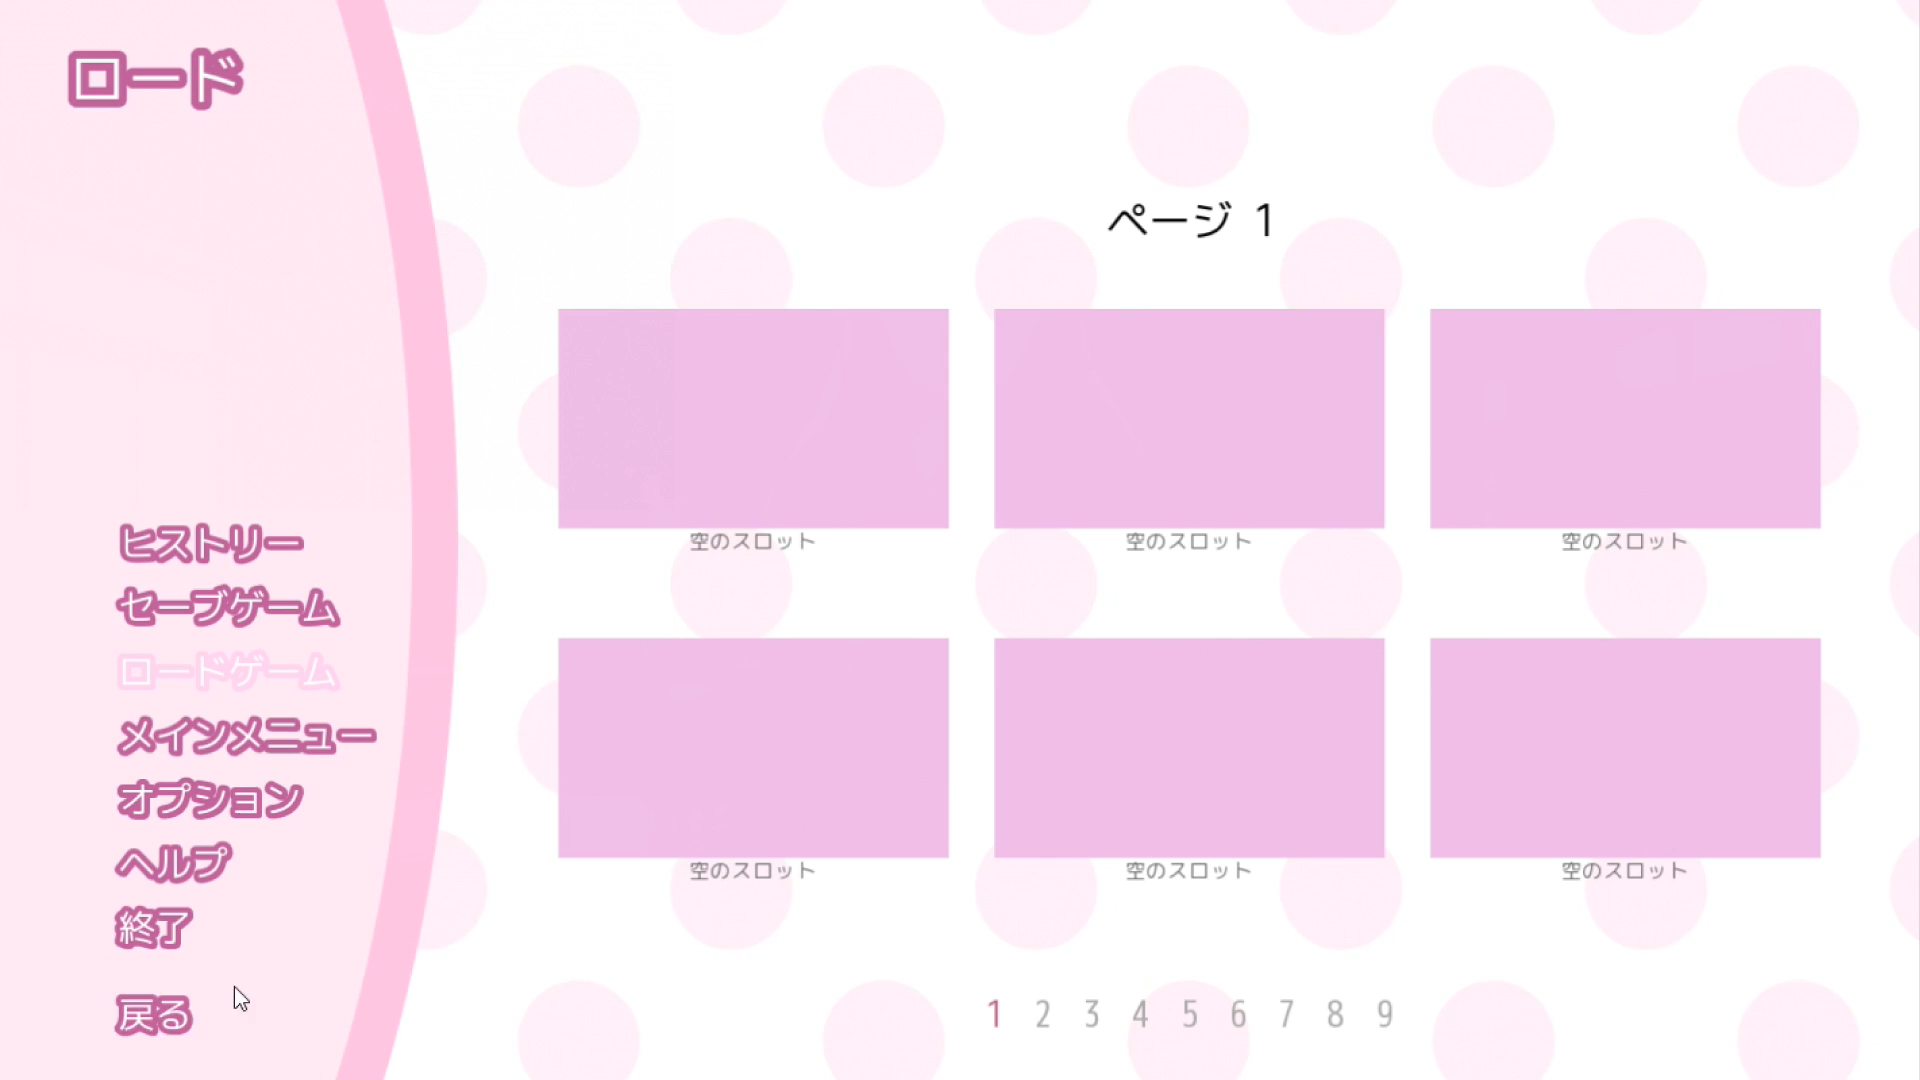 ロード
ヒストリー
セーブゲーム
ロードゲーム
メインメニュー
オプション
ヘルプ
終了
戻る
ページ 1
空のスロット 空のスロット 空のスロット
空のスロット 空のスロット 空のスロット
1 2 3 4 5 6 7 8 9